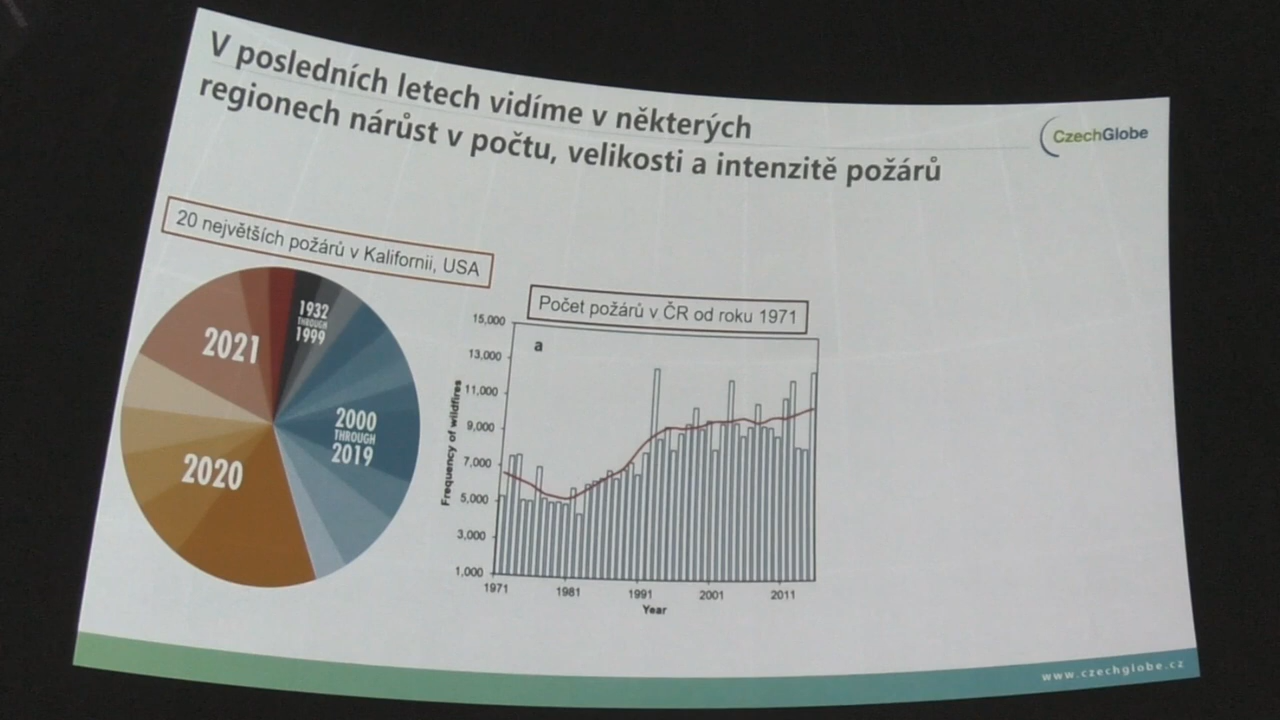 V posledních letech vidíme v některých
regionech nárůst v počtu, velikosti a intenzitě požárů
CzechGlobe
20 největších požárů v Kalifornii, USA
1932
THROUGH
1999
2021
2000
THROUGH
2019
2020
Počet požárů v ČR od roku 1971
a
15,000
13,000
11,000
9,000
7,000
5,000
3,000
1,000
Frequency of wildfires
1971
1981
1991
2001
2011
Year
www.czechglobe.cz